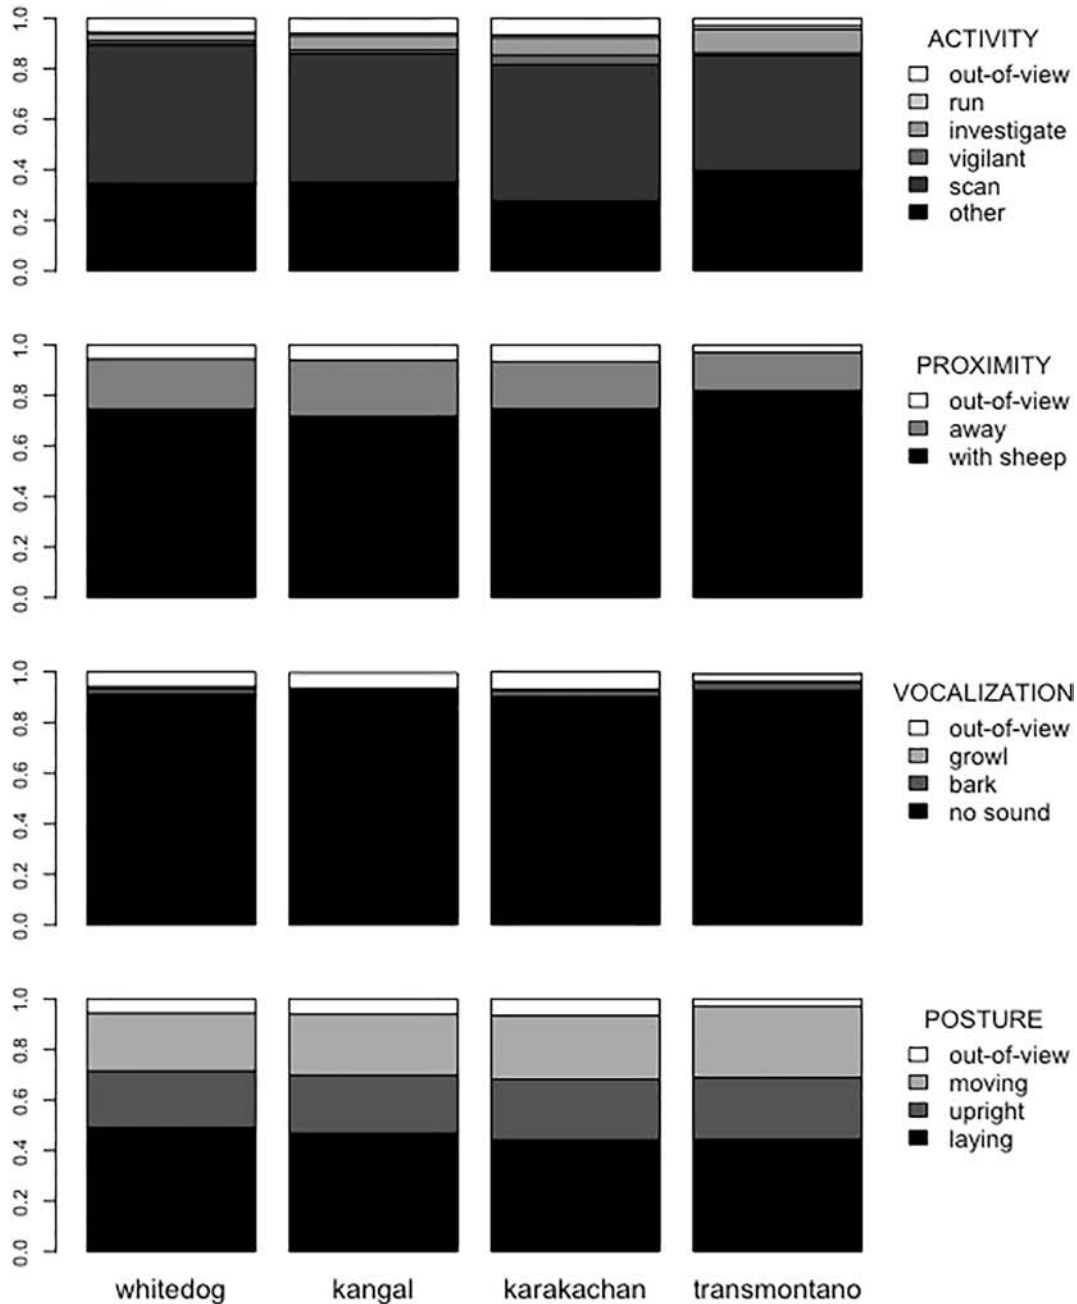 ACTIVITY
out-of-view
run
investigate
vigilant
scan
other
0.0 0.2 0.4 0.6 0.8 1.0
PROXIMITY
out-of-view
away
with sheep
0.0 0.2 0.4 0.6 0.8 1.0
VOCALIZATION
out-of-view
growl
bark
no sound
0.0 0.2 0.4 0.6 0.8 1.0
POSTURE
out-of-view
moving
upright
laying
0.0 0.2 0.4 0.6 0.8 1.0
whitedog kangal karakachan transmontano